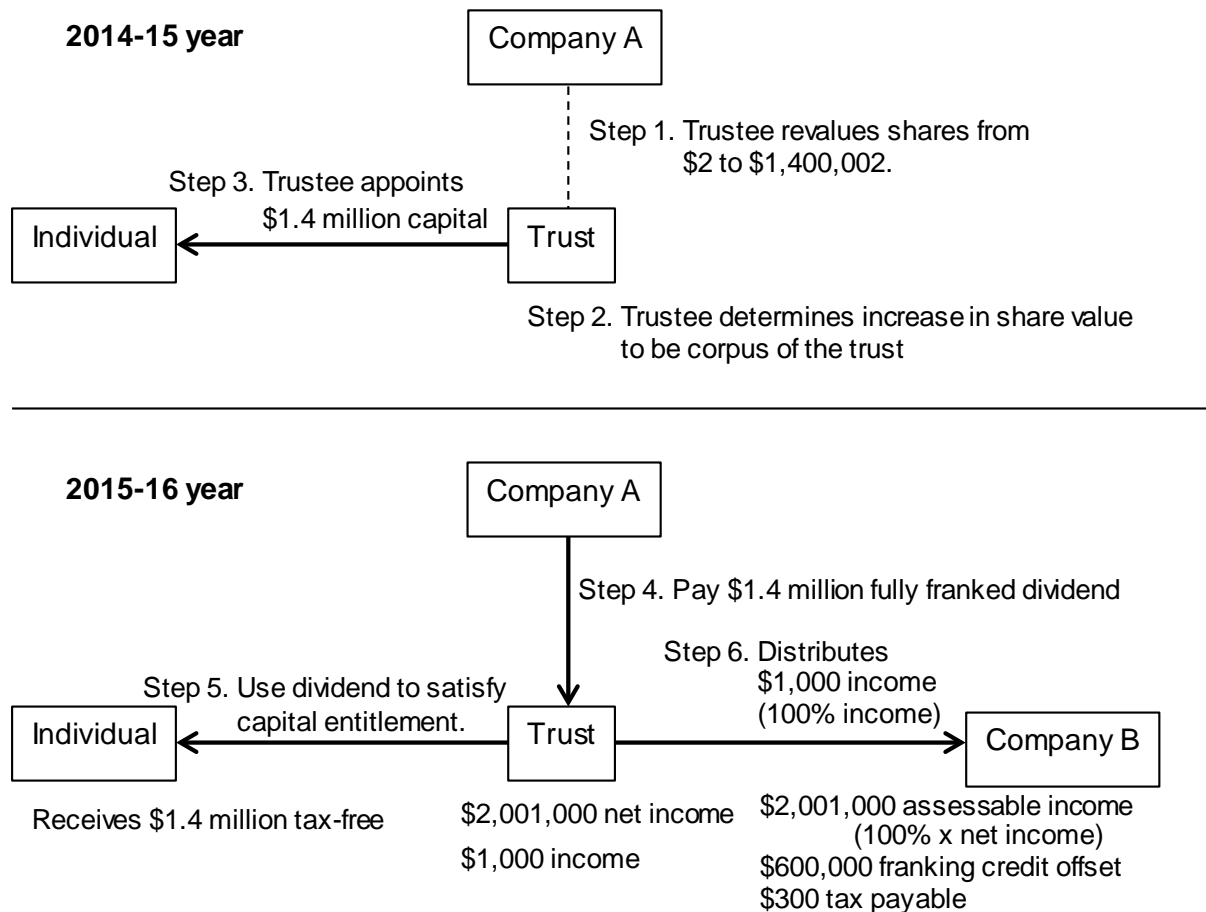 2014-15 year
Company A
Step 1. Trustee revalues shares from
$2 to $1,400,002.
Step 3. Trustee appoints
$1.4 million capital
Individual
Trust
Step 2. Trustee determines increase in share value
to be corpus of the trust
2015-16 year
Company A
Step 4. Pay $1.4 million fully franked dividend
Step 6. Distributes
$1,000 income
(100% income)
Step 5. Use dividend to satisfy
capital entitlement.
Individual
Trust
Company B
Receives $1.4 million tax-free
$2,001,000 net income
$1,000 income
$2,001,000 assessable income
(100% x net income)
$600,000 franking credit offset
$300 tax payable